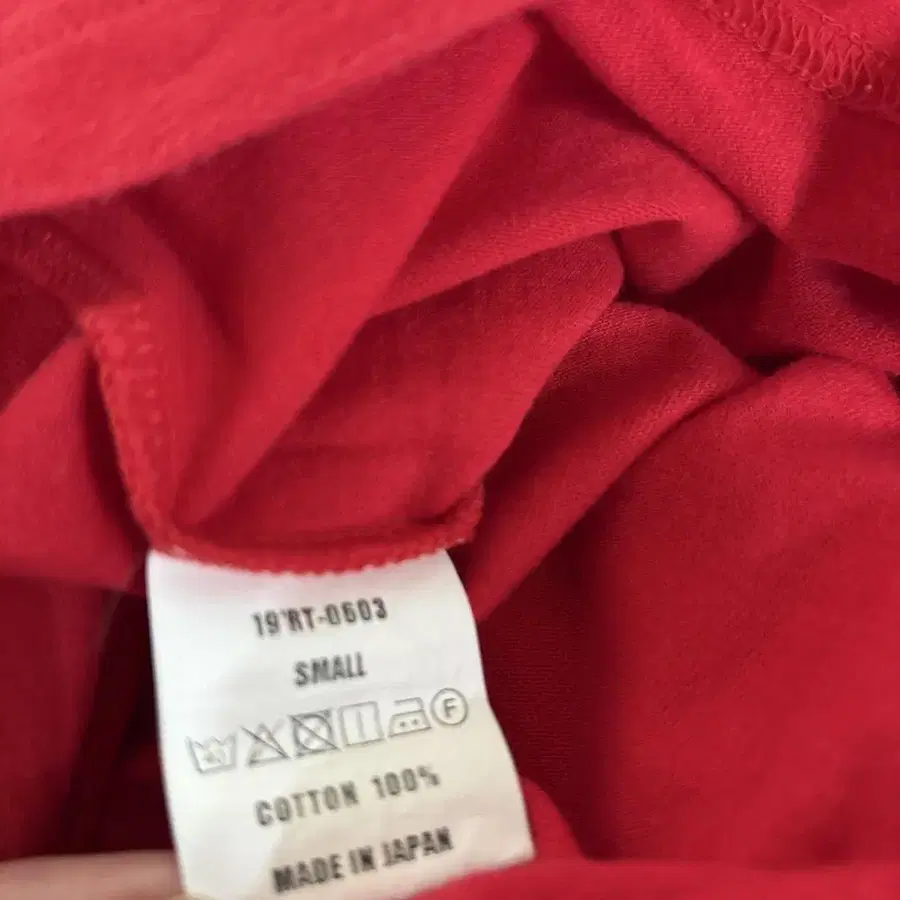 19'RT-0603
SMALL
F
COTTON 100%
MADE IN JAPAN